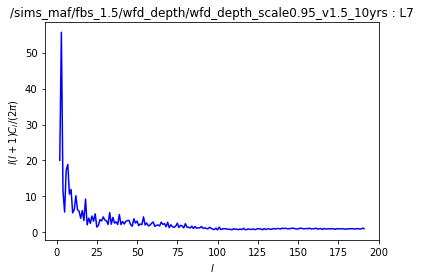 /sims_maf/fbs_1.5/wfd_depth/wfd_depth_scale0.95_v1.5_10yrs : L7
50
40
30
20
10
0
l(l + 1)Cₗ/(2π)
0 25 50 75 100 125 150 175 200
l